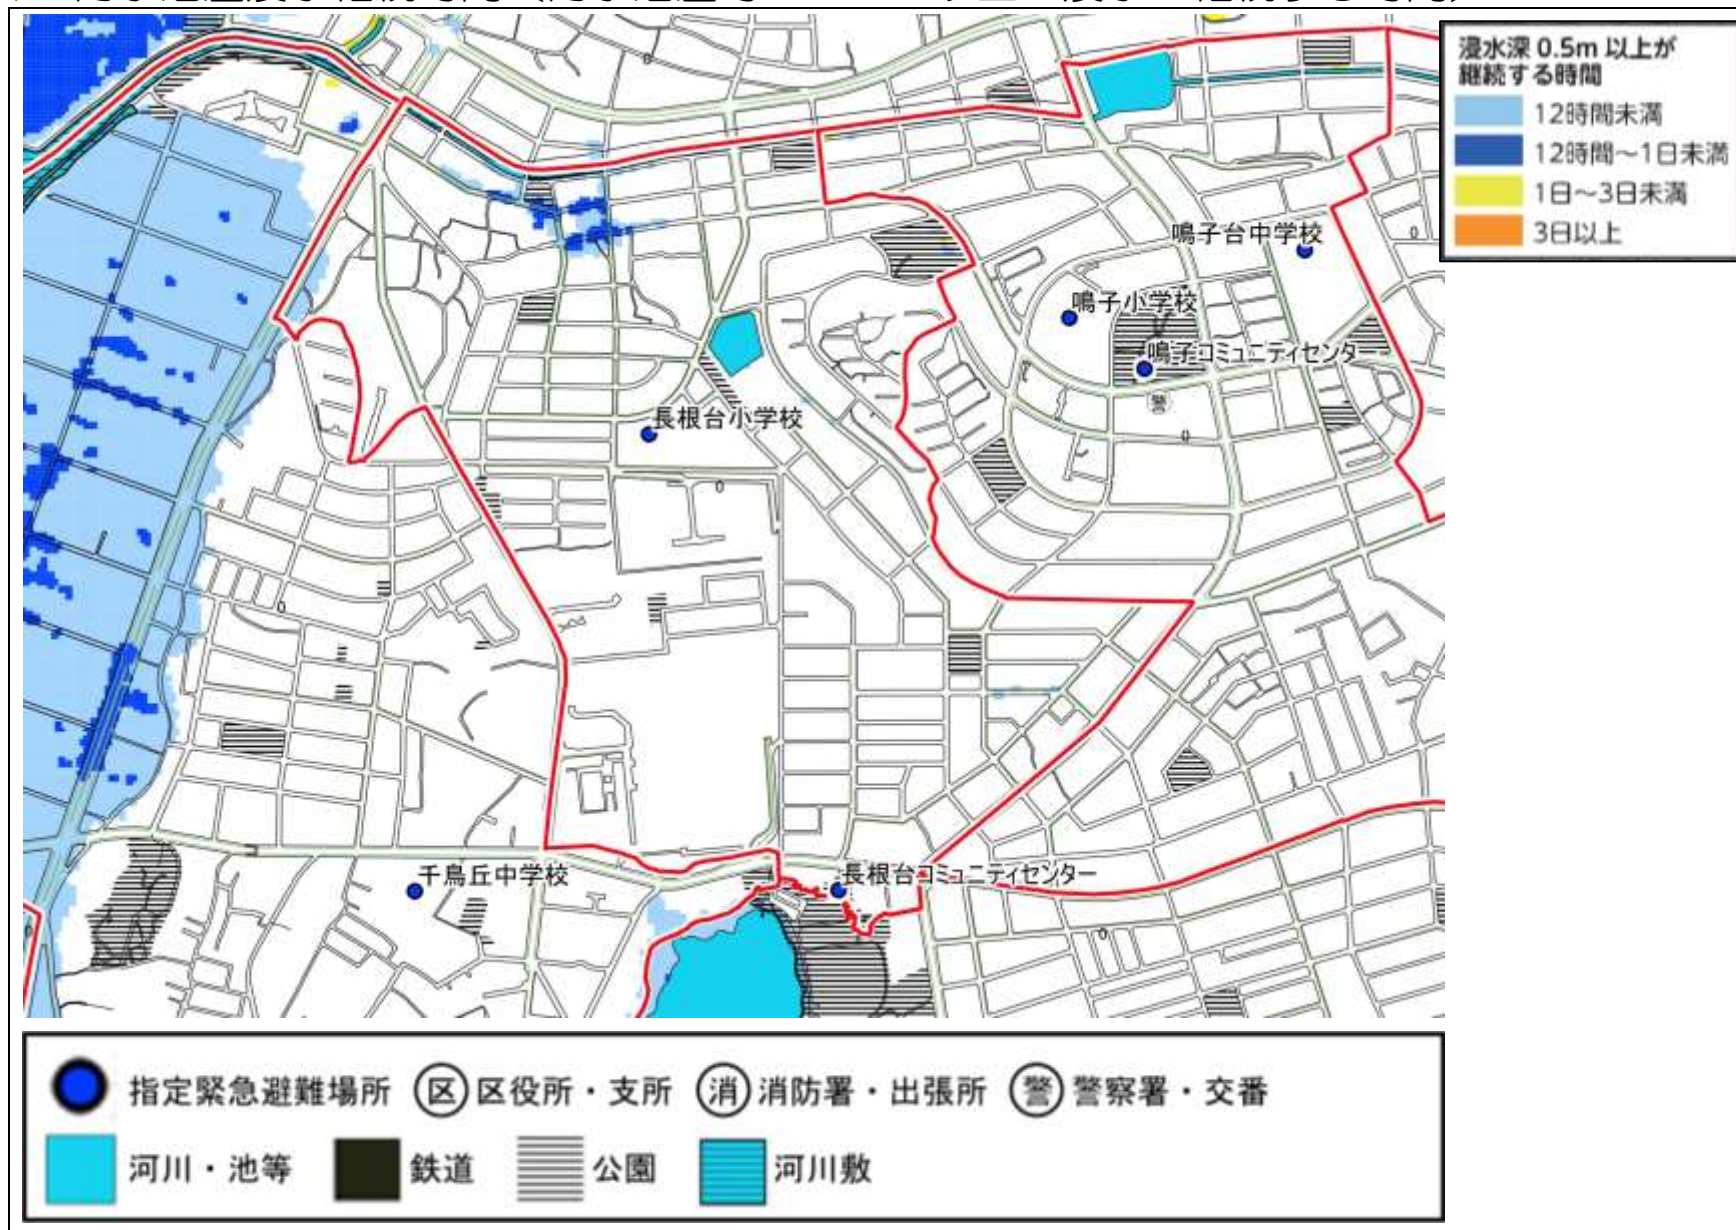 浸水深 0.5m 以上が
継続する時間
12時間未満
12時間～1日未満
1日～3日未満
3日以上
鳴子台中学校
鳴子小学校
鳴子コミュニティセンター
警
長根台小学校
千鳥丘中学校
長根台コミュニティセンター
指定緊急避難場所 区 区役所・支所 消 消防署・出張所 警 警察署・交番
河川・池等 鉄道 公園 河川敷